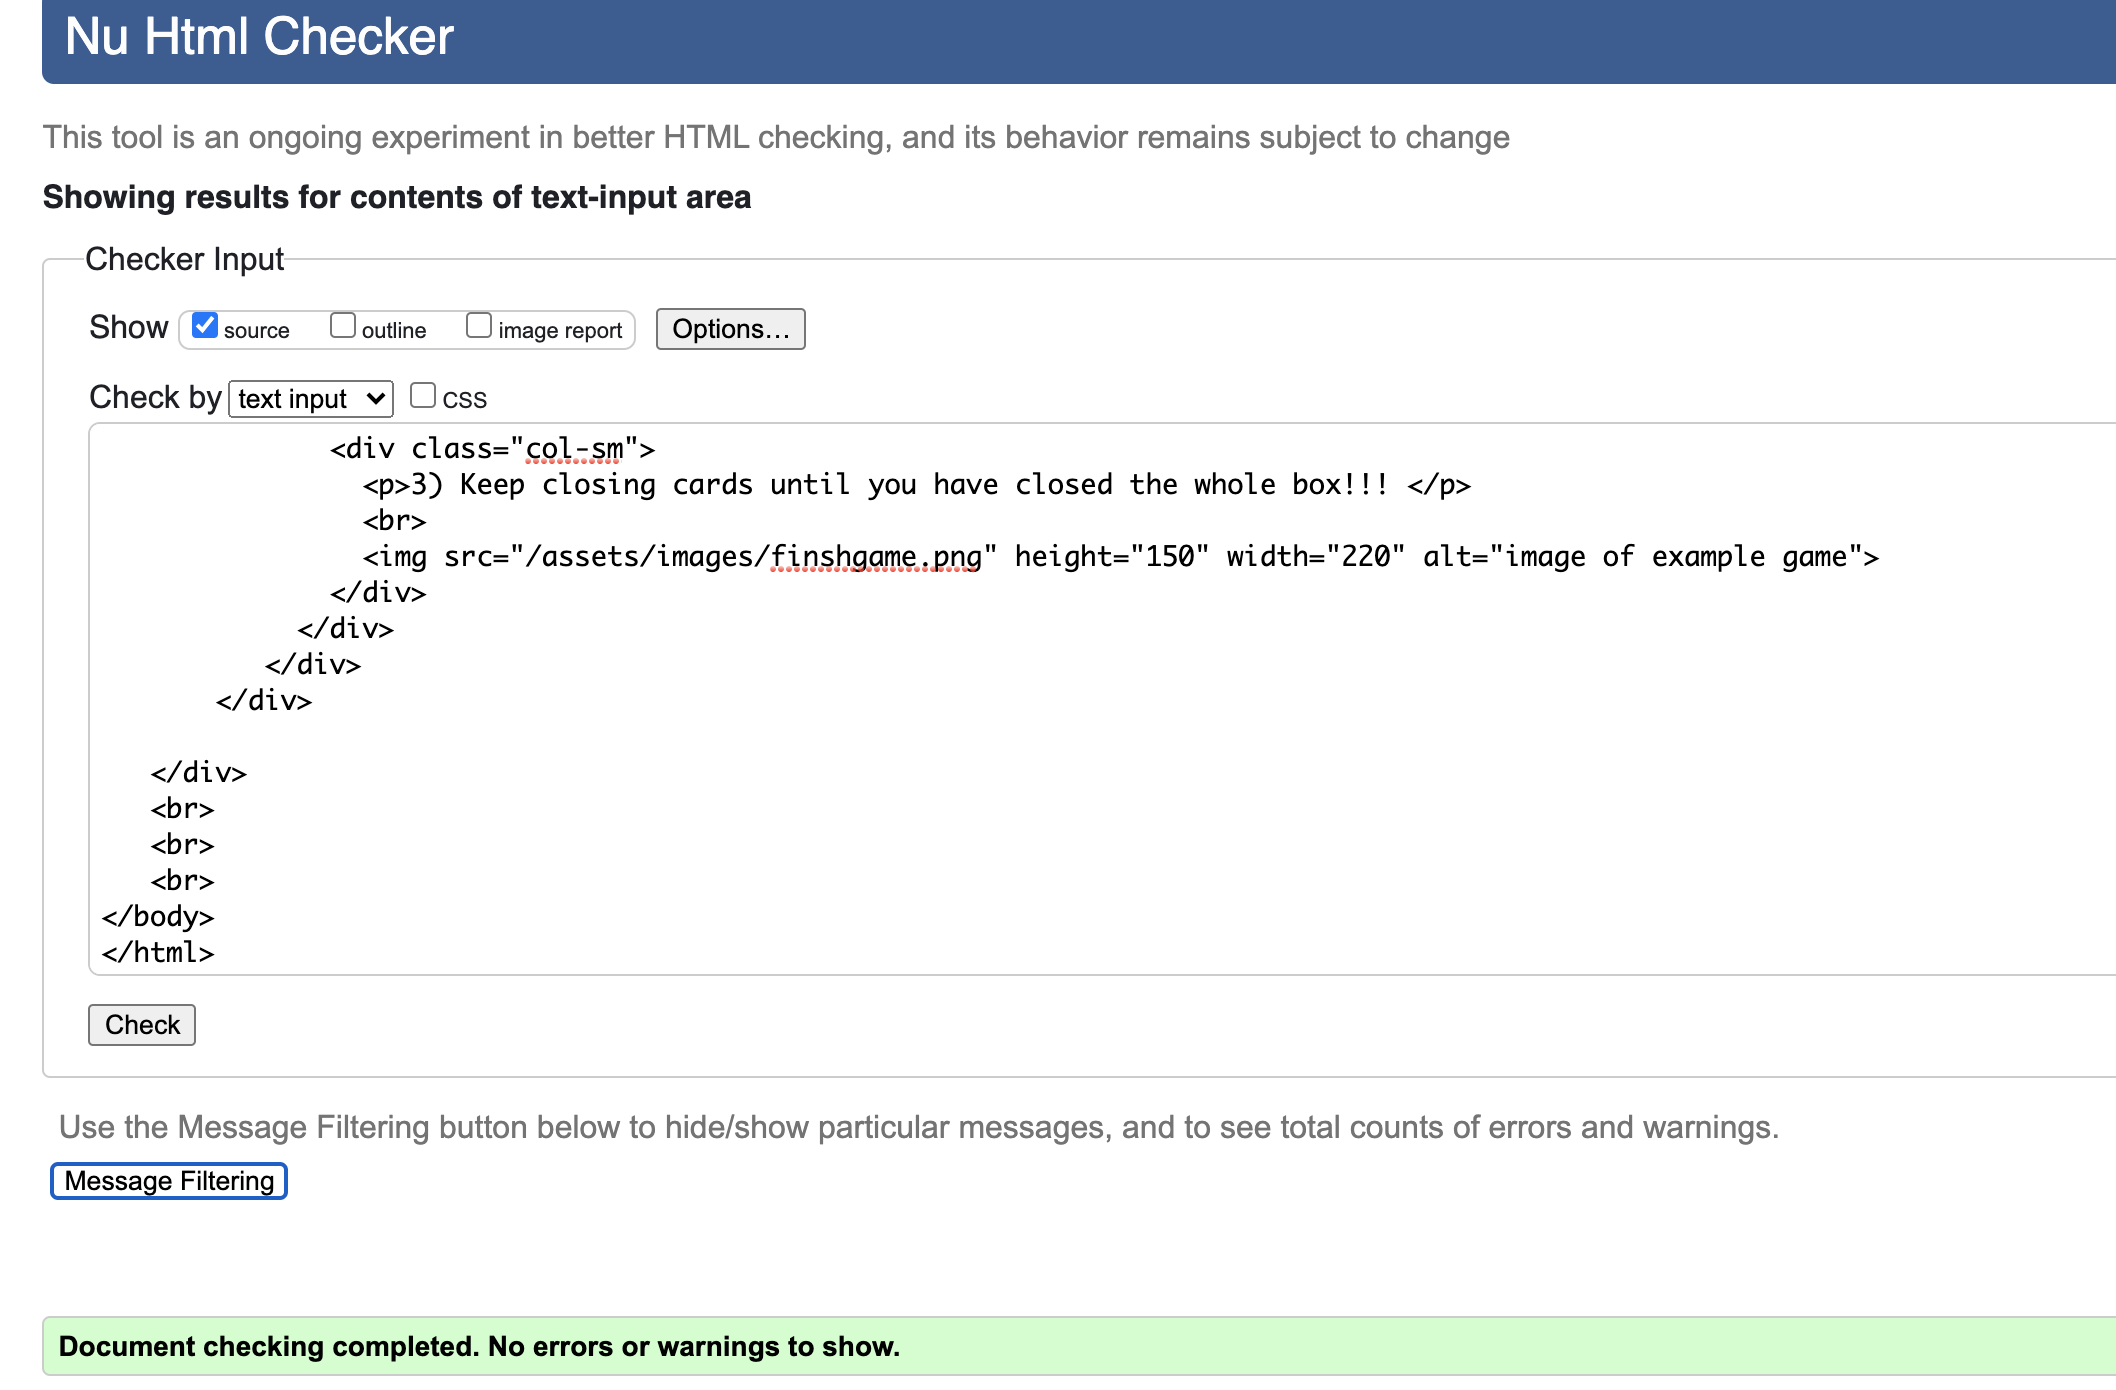 Nu Html Checker
This tool is an ongoing experiment in better HTML checking, and its behavior remains subject to change
Showing results for contents of text-input area
Checker Input
Show source outline image report Options...
Check by text input css
<div class="col-sm">
<p>3) Keep closing cards until you have closed the whole box!!! </p>
<br>
<img src="/assets/images/finshgame.png" height="150" width="220" alt="image of example game">
</div>
</div>
</div>
</div>
</div>
<br>
<br>
<br>
</body>
</html>
Check
Use the Message Filtering button below to hide/show particular messages, and to see total counts of errors and warnings.
Message Filtering
Document checking completed. No errors or warnings to show.